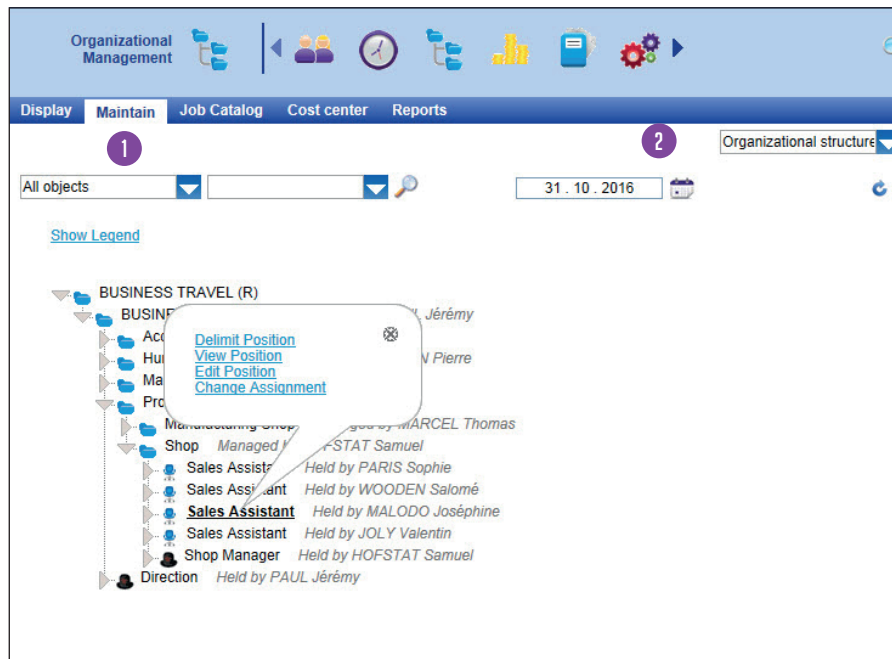 Organizational
Management
Display Maintain Job Catalog Cost center Reports
1
2
Organizational structure
All objects
31 . 10 . 2016
Show Legend
BUSINESS TRAVEL (R)
Jérémy
Pierre
Delimit Position
View Position
Edit Position
Change Assignment
by MARCEL Thomas
Shop Managed
Samuel
Sales Held by PARIS Sophie
Sales Held by WOODEN Salomé
Sales Assistant Held by MALODO Joséphine
Sales Assistant Held by JOLY Valentin
Shop Manager Held by HOFSTAT Samuel
Direction Held by PAUL Jérémy